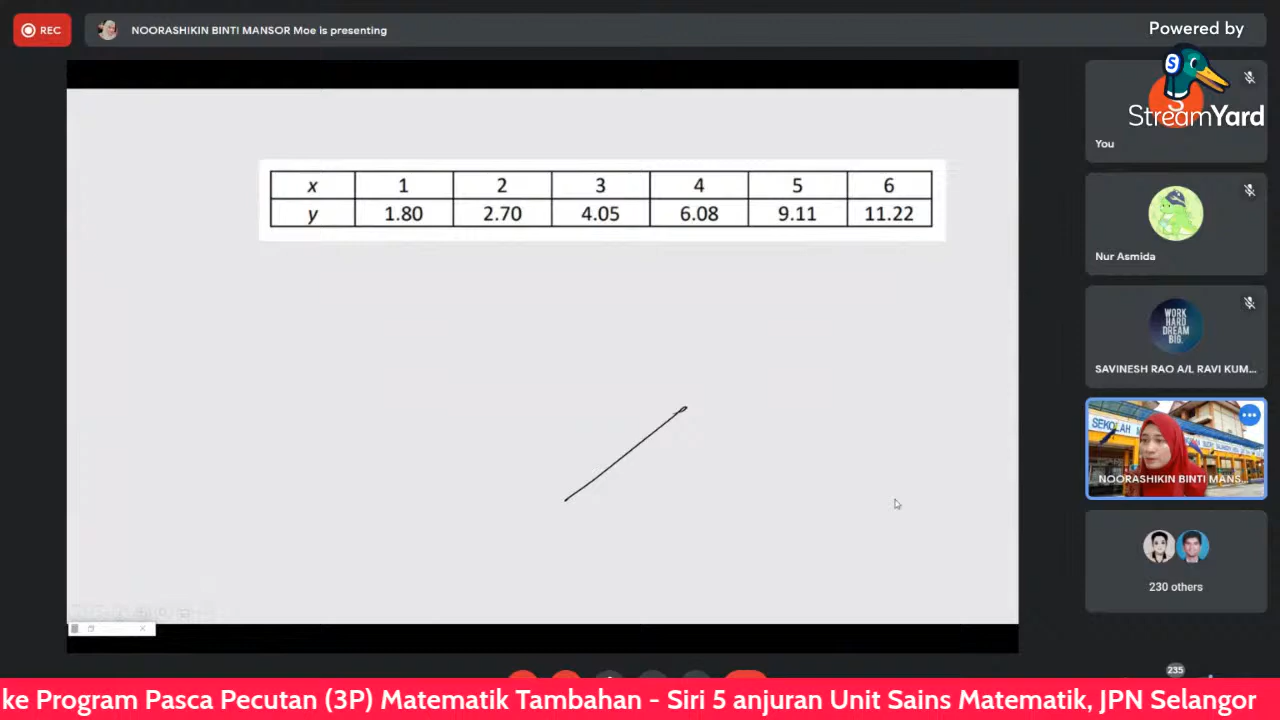 REC
NOORASHIKIN BINTI MANSOR Moe is presenting
Powered by
StreamYard
You
x 1 2 3 4 5 6
y 1.80 2.70 4.05 6.08 9.11 11.22
Nur Asmida
WORK
HARD
DREAM
BIG.
SAVINESH RAO A/L RAVI KUM...
SEKOLAH
NOORASHIKIN BINTI MANS...
230 others
235
ke Program Pasca Pecutan (3P) Matematik Tambahan - Siri 5 anjuran Unit Sains Matematik, JPN Selangor